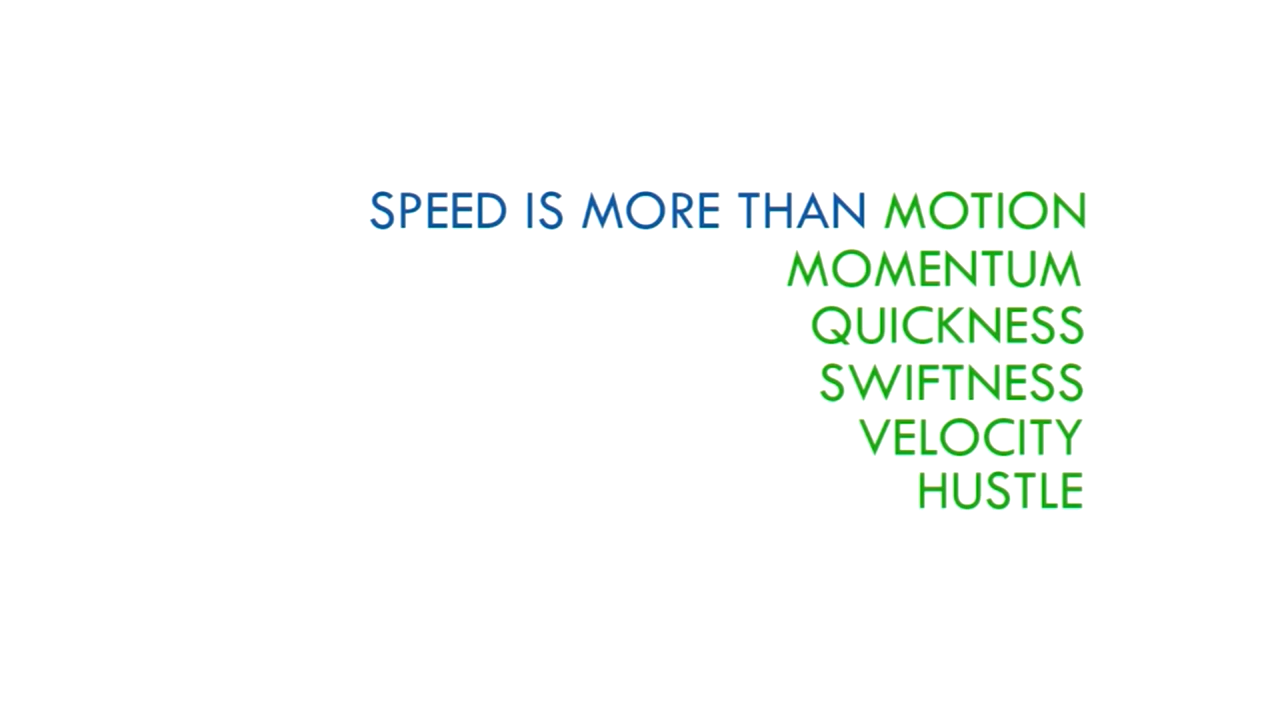 SPEED IS MORE THAN MOTION
MOMENTUM
QUICKNESS
SWIFTNESS
VELOCITY
HUSTLE